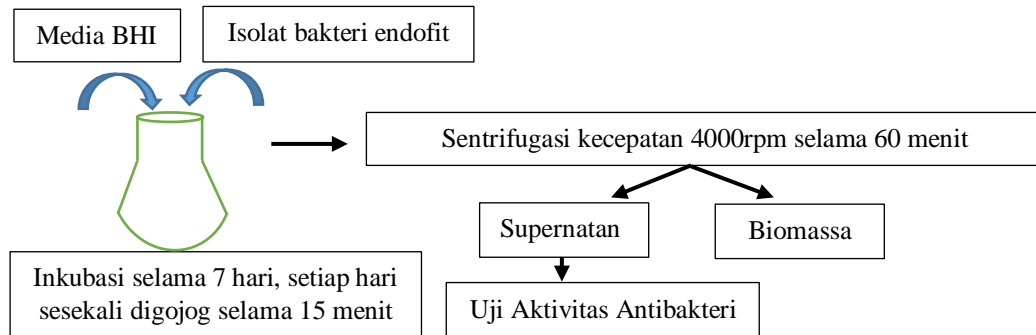 Media BHI
Isolat bakteri endofit
Sentrifugasi kecepatan 4000rpm selama 60 menit
Supernatan
Biomassa
Inkubasi selama 7 hari, setiap hari
sesekali digojog selama 15 menit
Uji Aktivitas Antibakteri